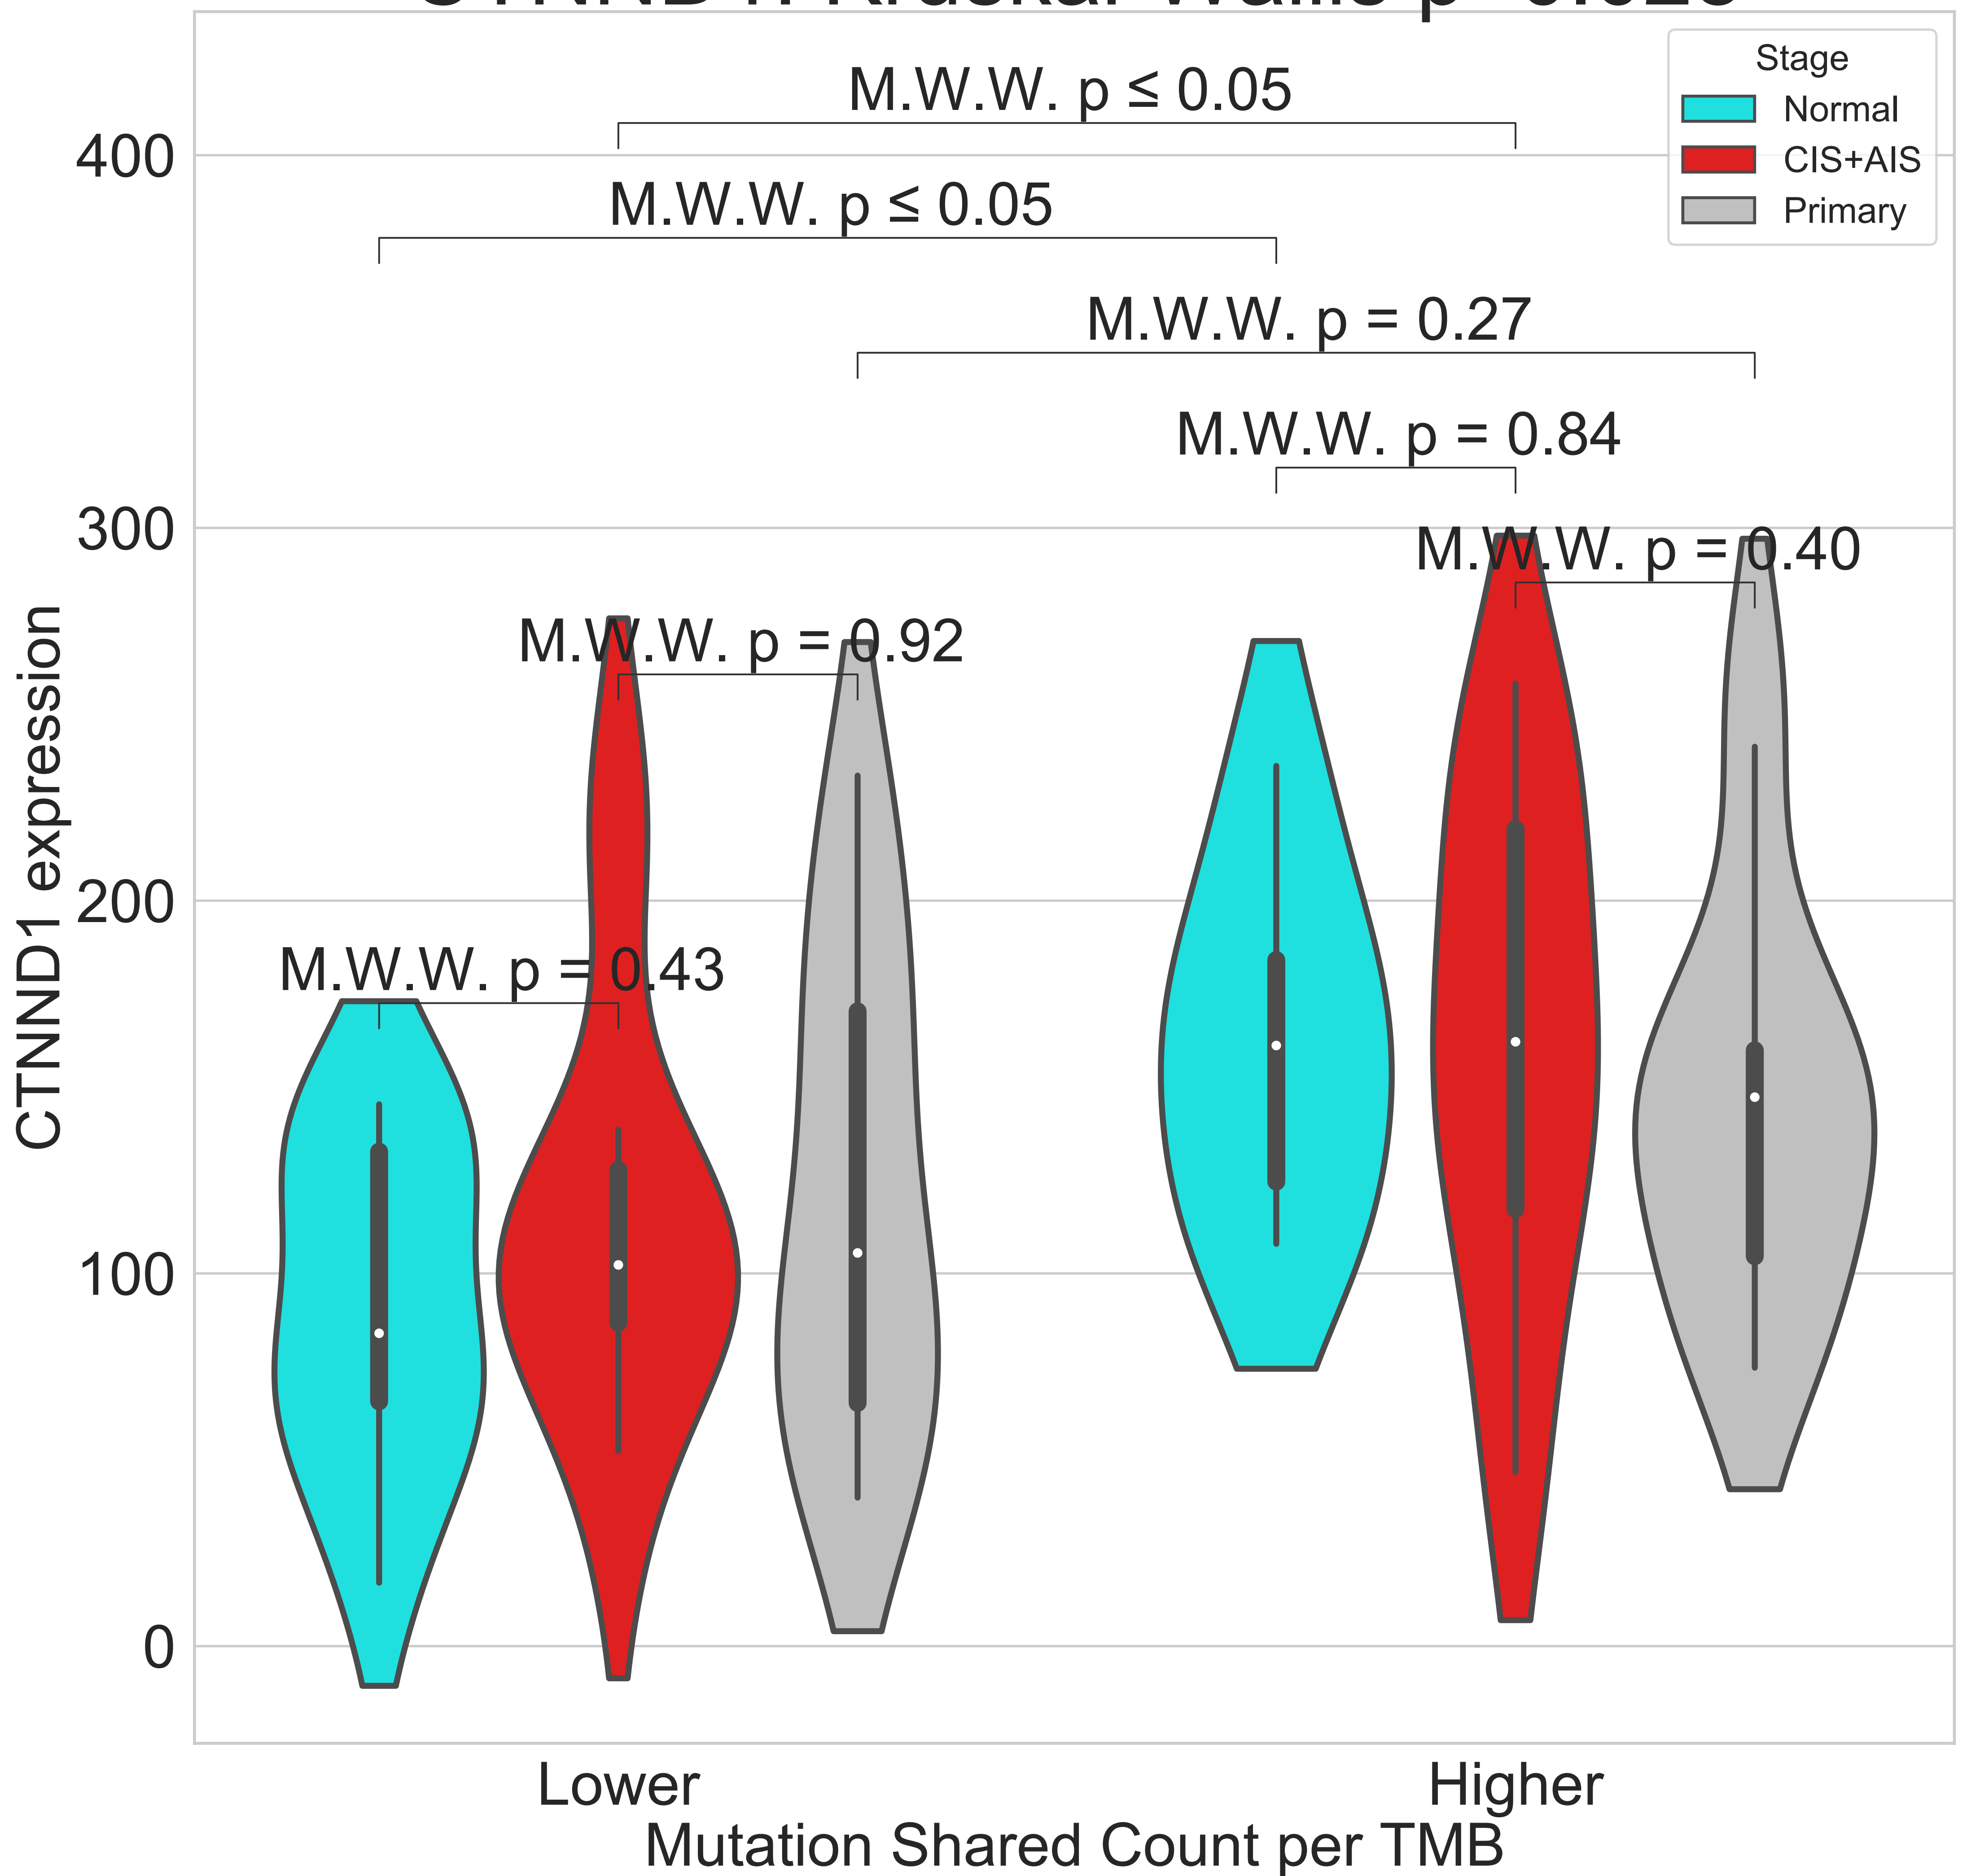 Stage
Normal
CIS+AIS
Primary
M.W.W. p ≤ 0.05
M.W.W. p ≤ 0.05
M.W.W. p = 0.27
M.W.W. p = 0.84
M.W.W. p = 0.40
M.W.W. p = 0.92
M.W.W. p = 0.43
400
300
200
100
0
CTNND1 expression
Lower
Higher
Mutation Shared Count per TMB